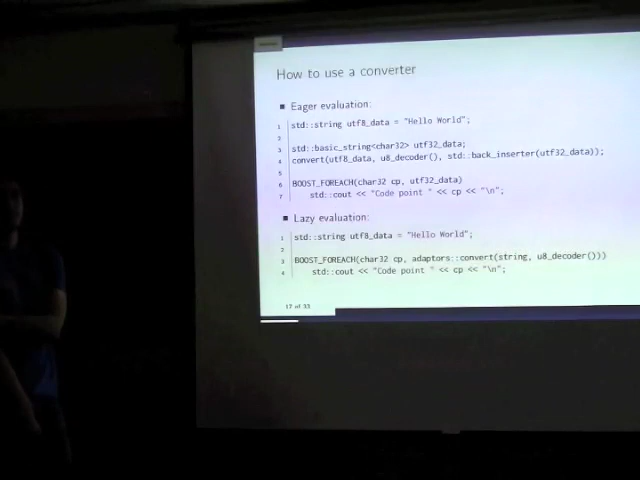 How to use a converter
■ Eager evaluation:
1 std::string utf8_data = "Hello World";
2
3 std::basic_string<char32> utf32_data;
4 convert(utf8_data, u8_decoder(), std::back_inserter(utf32_data));
5
6 BOOST_FOREACH(char32 cp, utf32_data)
7 std::cout << "Code point " << cp << "\n";
■ Lazy evaluation:
1 std::string utf8_data = "Hello World";
2
3 BOOST_FOREACH(char32 cp, adaptors::convert(string, u8_decoder()))
4 std::cout << "Code point " << cp << "\n";
17 of 33